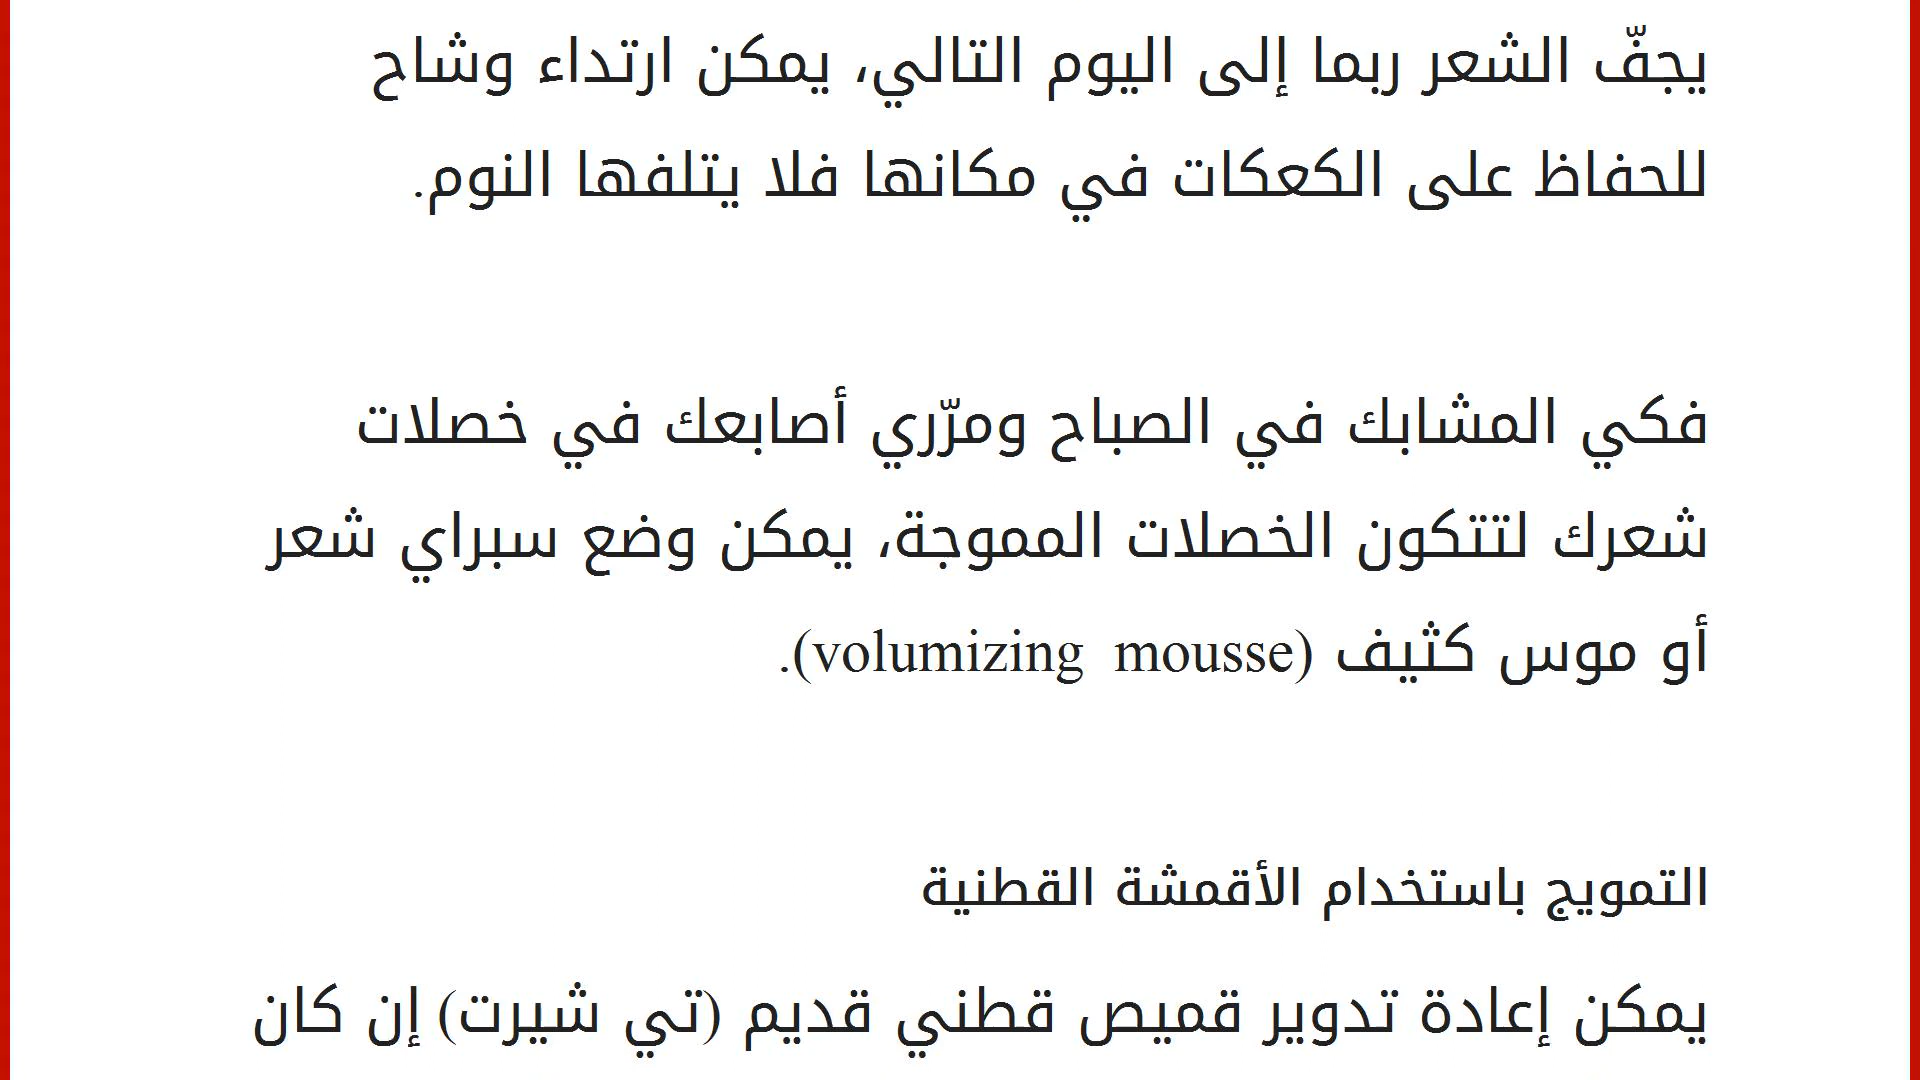 يجفّ الشعر ربما إلى اليوم التالي، يمكن ارتداء وشاح
للحفاظ على الكعكات في مكانها فلا يتلفها النوم.
فكي المشابك في الصباح ومرّري أصابعك في خصلات
شعرك لتتكون الخصلات المموجة، يمكن وضع سبراي شعر
أو موس كثيف (volumizing mousse).
التمويج باستخدام الأقمشة القطنية
يمكن إعادة تدوير قميص قطني قديم (تي شيرت) إن كان